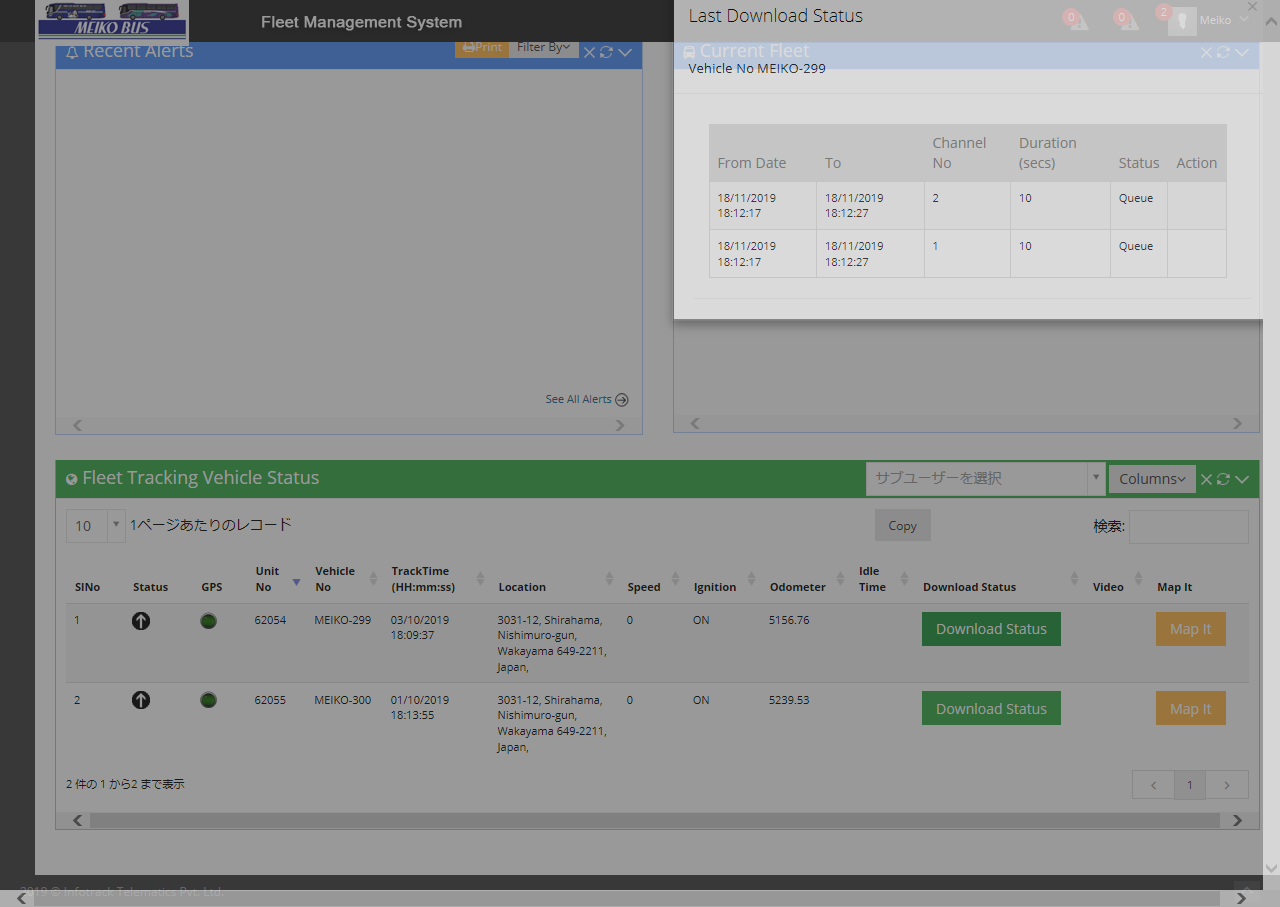 MEIKO BUS
Fleet Management System
Last Download Status
0
0
2
Meiko
Recent Alerts
Print
Filter By
Current Fleet
Vehicle No MEIKO-299
From Date To Channel No Duration (secs) Status Action
18/11/2019 18:12:17 18/11/2019 18:12:27 2 10 Queue
18/11/2019 18:12:17 18/11/2019 18:12:27 1 10 Queue
See All Alerts
Fleet Tracking Vehicle Status
サブユーザーを選択
Columns
10 1ページあたりのレコード
Copy
検索:
SlNo Status GPS Unit No Vehicle No TrackTime (HH:mm:ss) Location Speed Ignition Odometer Idle Time Download Status Video Map It
1 62054 MEIKO-299 03/10/2019 18:09:37 3031-12, Shirahama, Nishimuro-gun, Wakayama 649-2211, Japan, 0 ON 5156.76 Download Status Map It
2 62055 MEIKO-300 01/10/2019 18:13:55 3031-12, Shirahama, Nishimuro-gun, Wakayama 649-2211, Japan, 0 ON 5239.53 Download Status Map It
2 件の 1 から2 まで表示
1
2019 © Infotrack Telematics Pvt. Ltd.